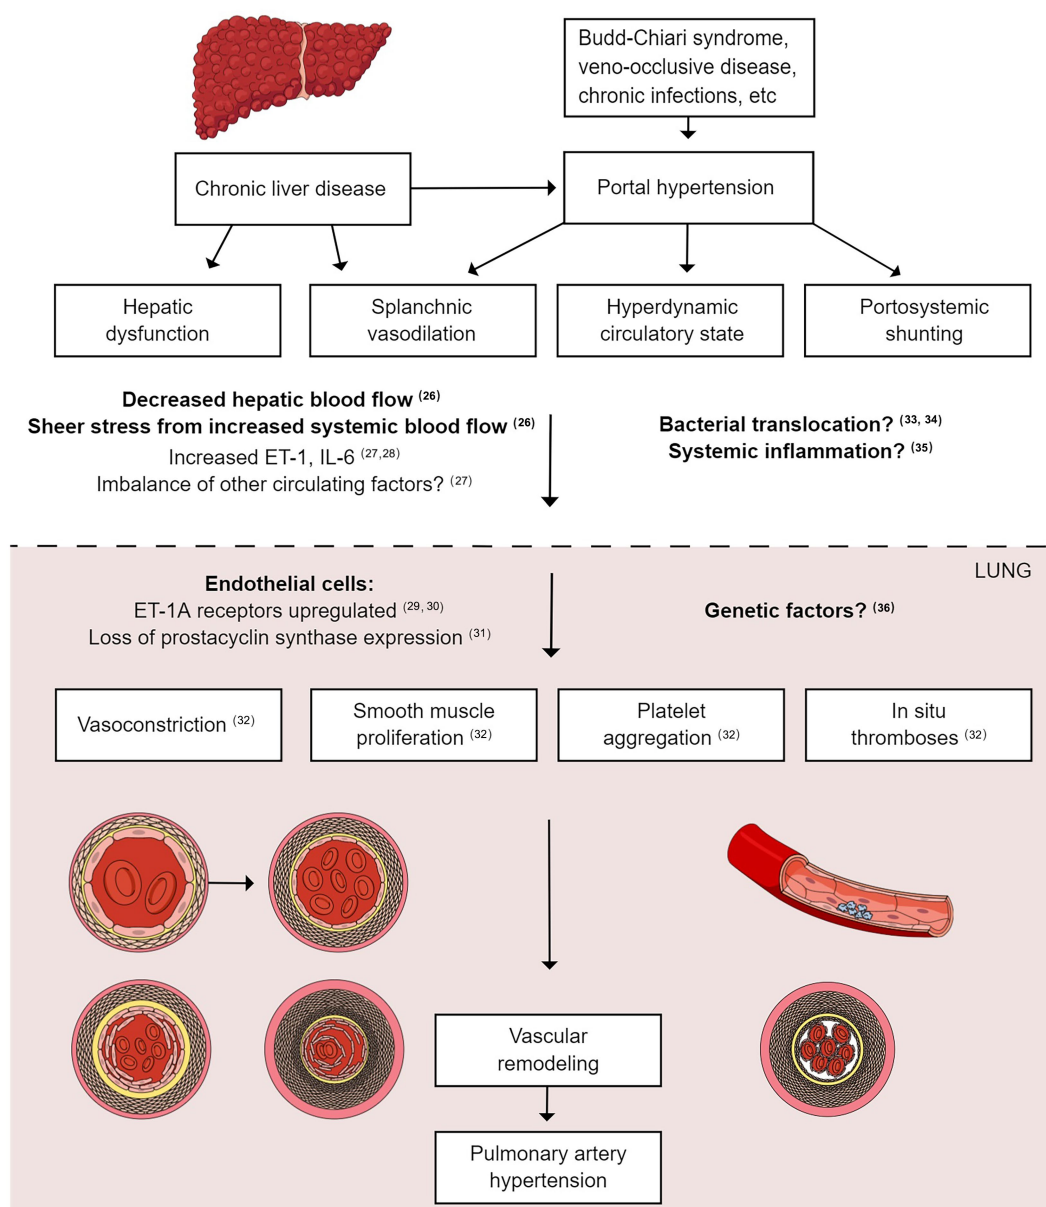 Budd-Chiari syndrome,
veno-occlusive disease,
chronic infections, etc
Chronic liver disease
Portal hypertension
Hepatic
dysfunction
Splanchnic
vasodilation
Hyperdynamic
circulatory state
Portosystemic
shunting
Decreased hepatic blood flow (26)
Sheer stress from increased systemic blood flow (26)
Increased ET-1, IL-6 (27,28)
Imbalance of other circulating factors? (27)
Bacterial translocation? (33, 34)
Systemic inflammation? (35)
LUNG
Endothelial cells:
ET-1A receptors upregulated (29, 30)
Loss of prostacyclin synthase expression (31)
Genetic factors? (36)
Vasoconstriction (32)
Smooth muscle
proliferation (32)
Platelet
aggregation (32)
In situ
thromboses (32)
Vascular
remodeling
Pulmonary artery
hypertension